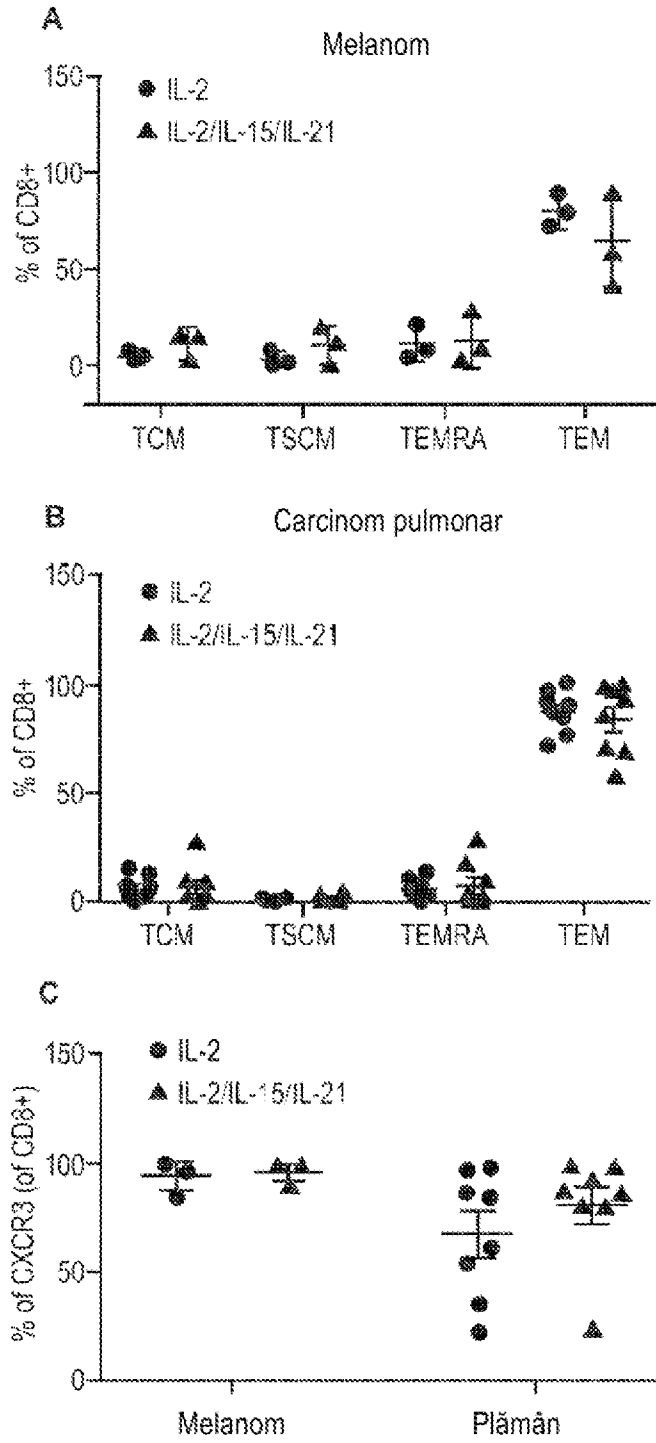 A
Melanom
150
100
50
0
% of CD8+
IL-2
IL-2/IL-15/IL-21
TCM TSCM TEMRA TEM
B
Carcinom pulmonar
150
100
50
0
% of CD8+
IL-2
IL-2/IL-15/IL-21
TCM TSCM TEMRA TEM
C
150
100
50
0
% of CXCR3 (of CD8+)
IL-2
IL-2/IL-15/IL-21
Melanom Plămân